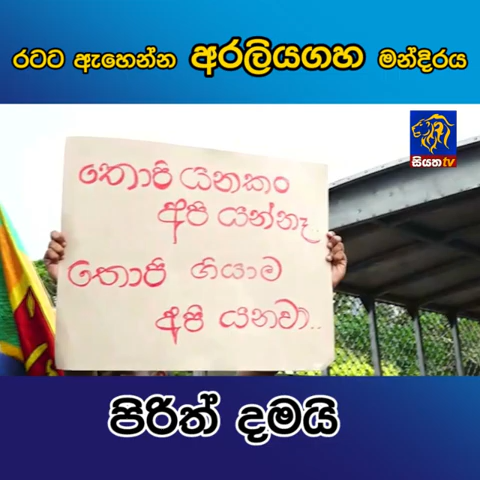 රටට ඇහෙන්න අරලියගහ මන්දිරය
සියත tv
තොපි යනකං
අපි යන්නෑ
තොපි ගියාම
අපි යනවා..
පිරිත් දමයි